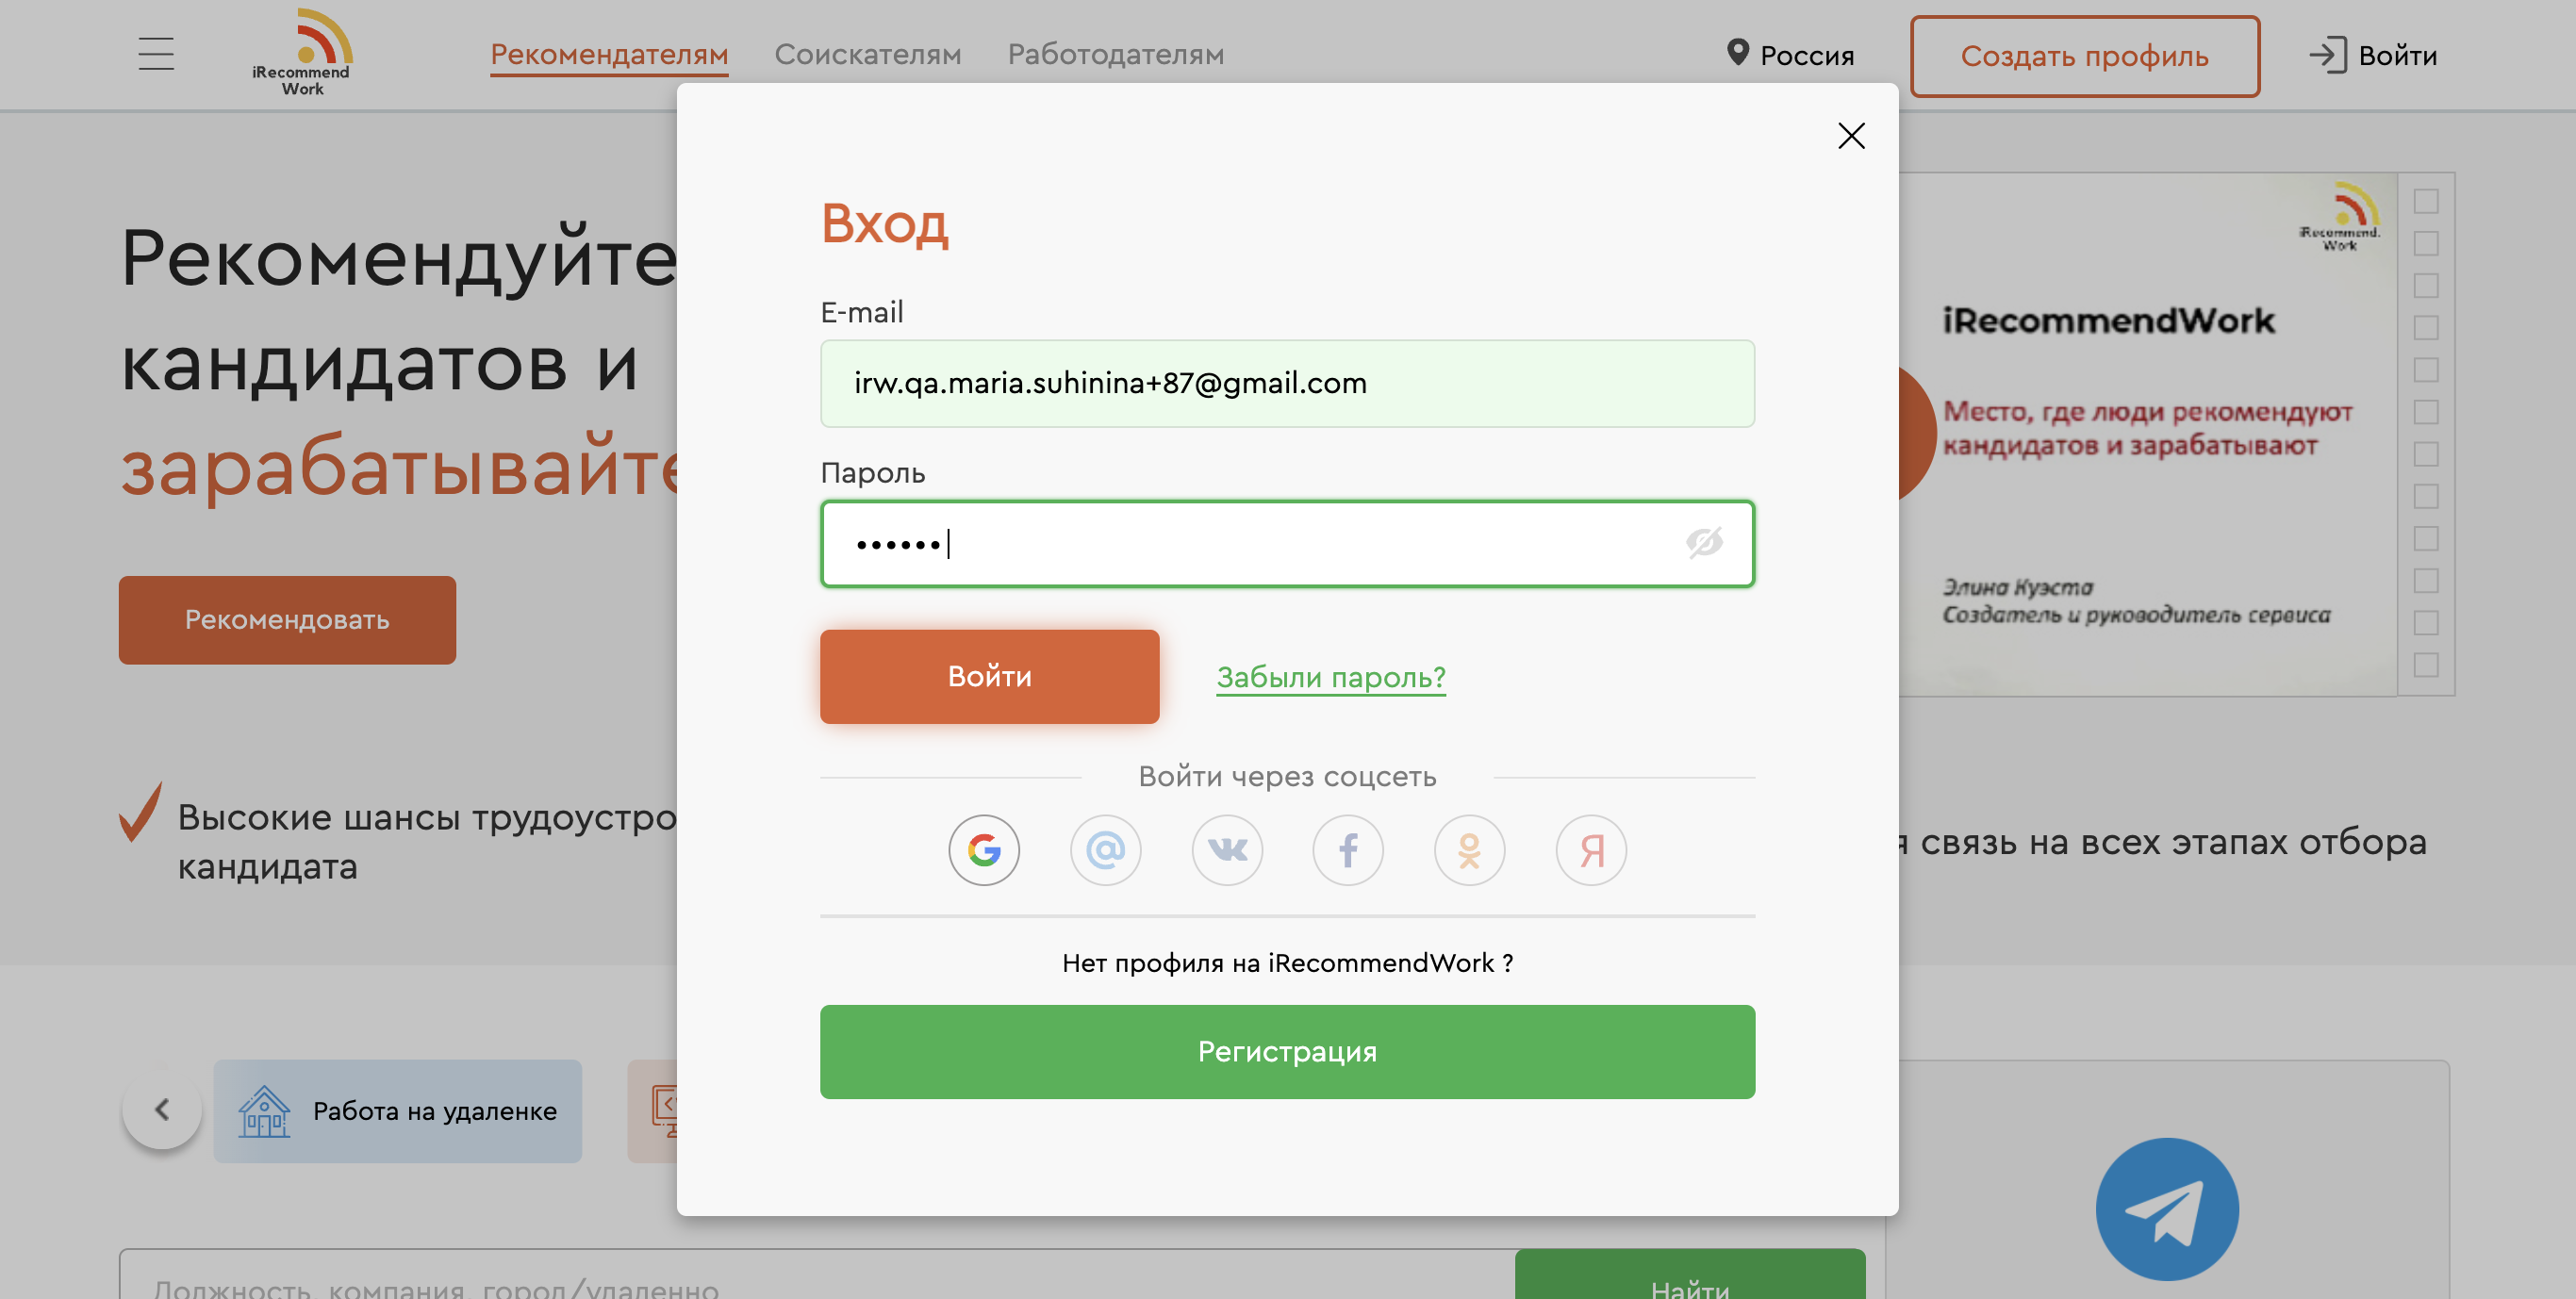 iRecommend
Work
Рекомендателям
Соискателям
Работодателям
Россия
Создать профиль
Войти
Рекомендуйте
кандидатов и
зарабатывайте
Рекомендовать
Высокие шансы трудоустро
кандидата
Вход
E-mail
irw.qa.maria.suhinina+87@gmail.com
Пароль
••••••
Войти
Забыли пароль?
Войти через соцсеть
Нет профиля на iRecommendWork ?
Регистрация
iRecommend.
Work
iRecommendWork
Место, где люди рекомендуют
кандидатов и зарабатывают
Элина Куэста
Создатель и руководитель сервиса
я связь на всех этапах отбора
Работа на удаленке
Должность, компания, город/удаленно
Найти